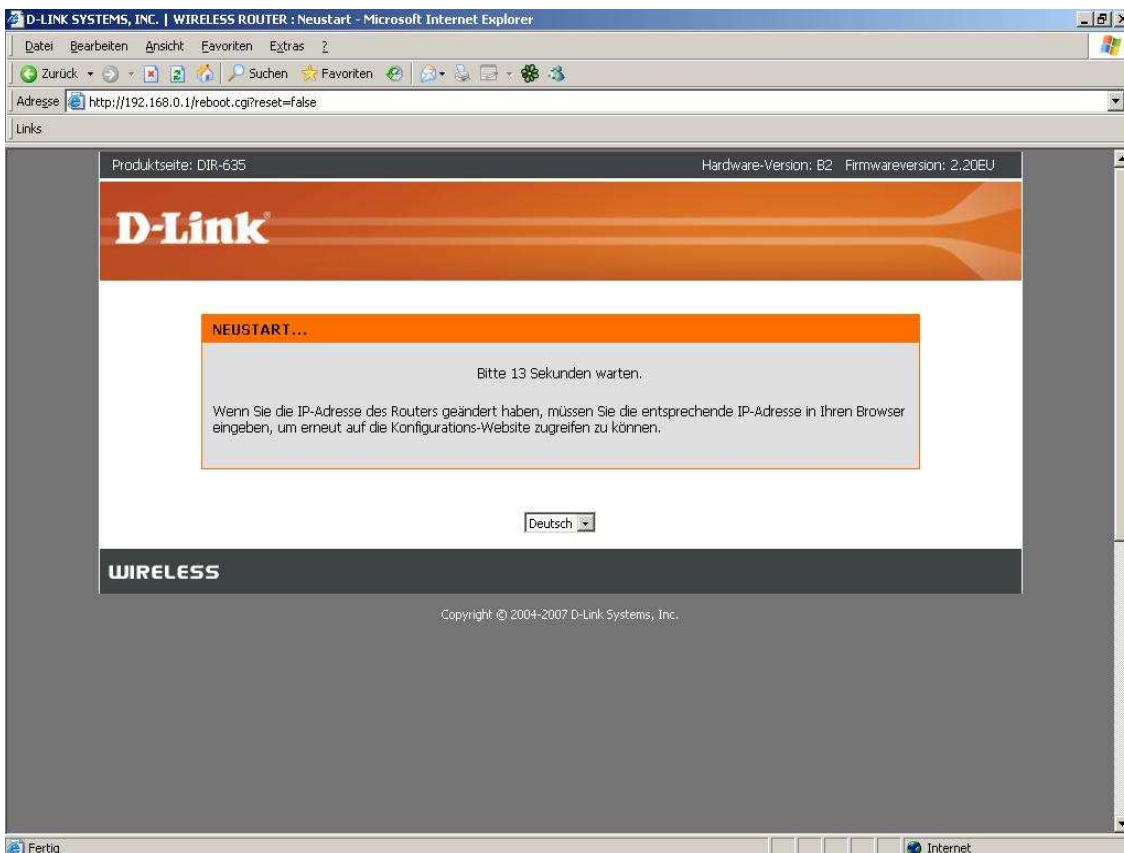 D-LINK SYSTEMS, INC. | WIRELESS ROUTER : Neustart - Microsoft Internet Explorer
Datei Bearbeiten Ansicht Favoriten Extras ?
Zurück Suchen Favoriten
Adresse http://192.168.0.1/reboot.cgi?reset=false
Links
Produktseite: DIR-635 Hardware-Version: B2 Firmwareversion: 2.20EU
D-Link®
NEUSTART...
Bitte 13 Sekunden warten.
Wenn Sie die IP-Adresse des Routers geändert haben, müssen Sie die entsprechende IP-Adresse in Ihren Browser
eingeben, um erneut auf die Konfigurations-Website zugreifen zu können.
Deutsch
WIRELESS
Copyright © 2004-2007 D-Link Systems, Inc.
Fertig Internet